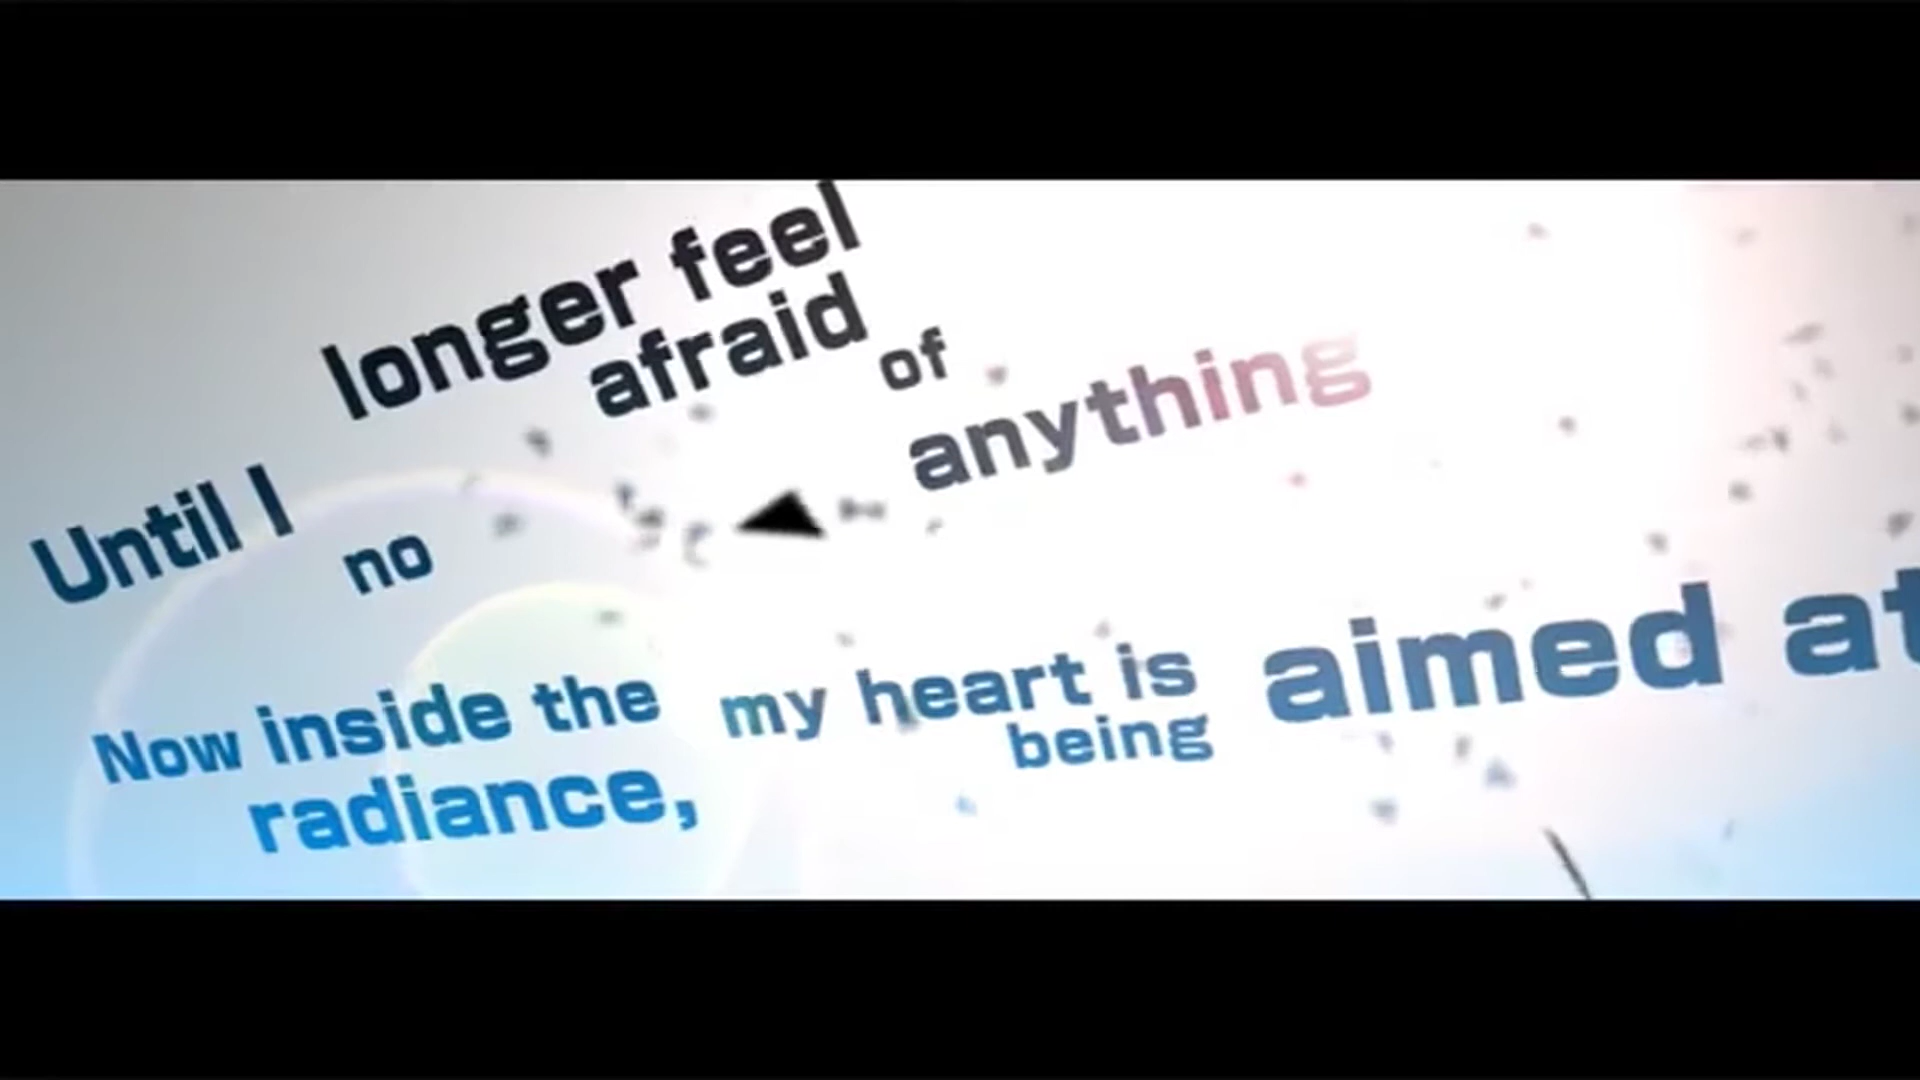 Until I
no
longer feel
afraid
of
anything
Now inside the
radiance,
my heart is
being
aimed at